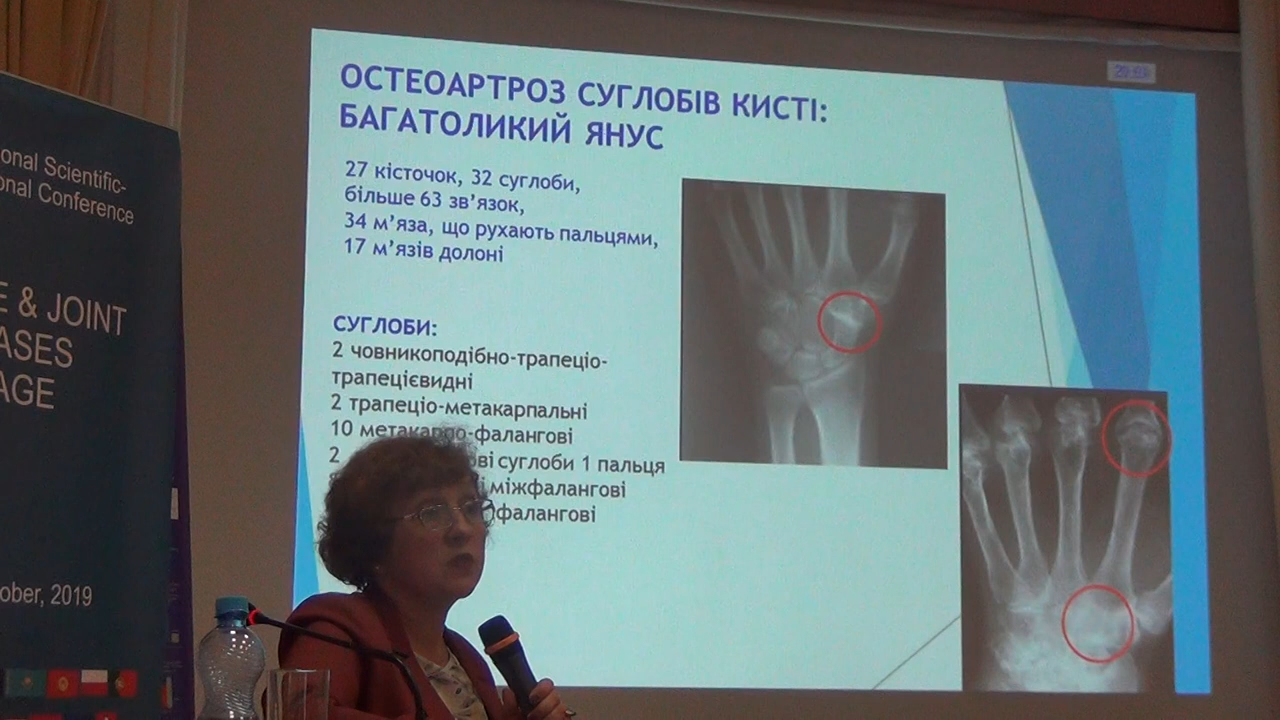 onal Scientific-
onal Conference
E & JOINT
ASES
AGE
ober, 2019
ОСТЕОАРТРОЗ СУГЛОБІВ КИСТІ:
БАГАТОЛИКИЙ ЯНУС
27 кісточок, 32 суглоби,
більше 63 зв’язок,
34 м’яза, що рухають пальцями,
17 м’язів долоні
СУГЛОБИ:
2 човникоподібно-трапеціо-
трапецієвидні
2 трапеціо-метакарпальні
10 метакарпо-фалангові
2 ові суглоби 1 пальця
міжфалангові
фалангові